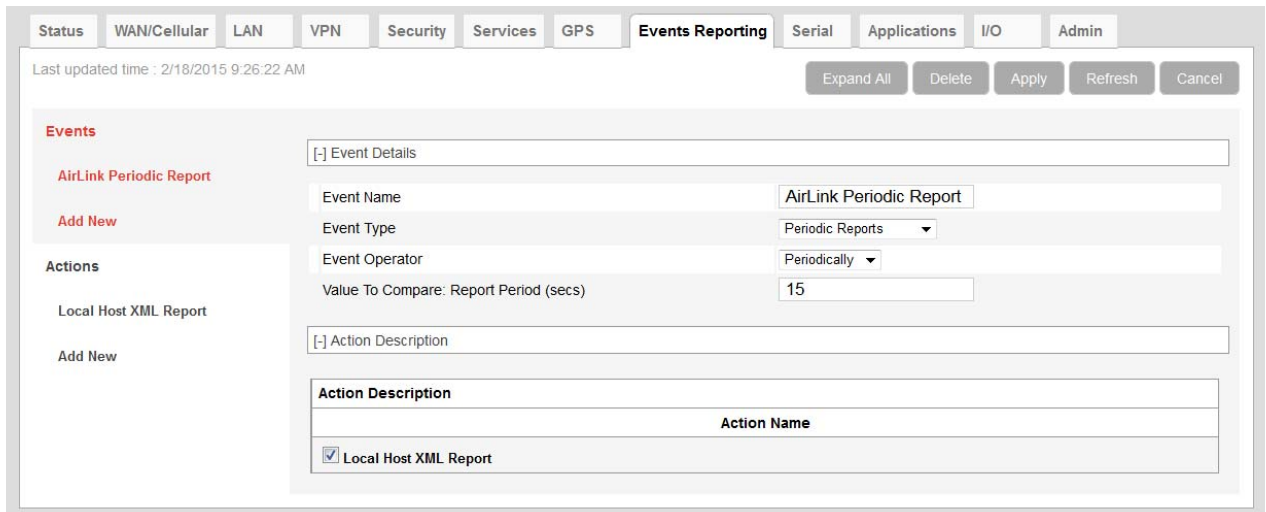 Status WAN/Cellular LAN VPN Security Services GPS Events Reporting Serial Applications I/O Admin
Last updated time : 2/18/2015 9:26:22 AM
Expand All Delete Apply Refresh Cancel
Events
AirLink Periodic Report
Add New
Actions
Local Host XML Report
Add New
[-] Event Details
Event Name AirLink Periodic Report
Event Type Periodic Reports
Event Operator Periodically
Value To Compare: Report Period (secs) 15
[-] Action Description
Action Description
Action Name
Local Host XML Report